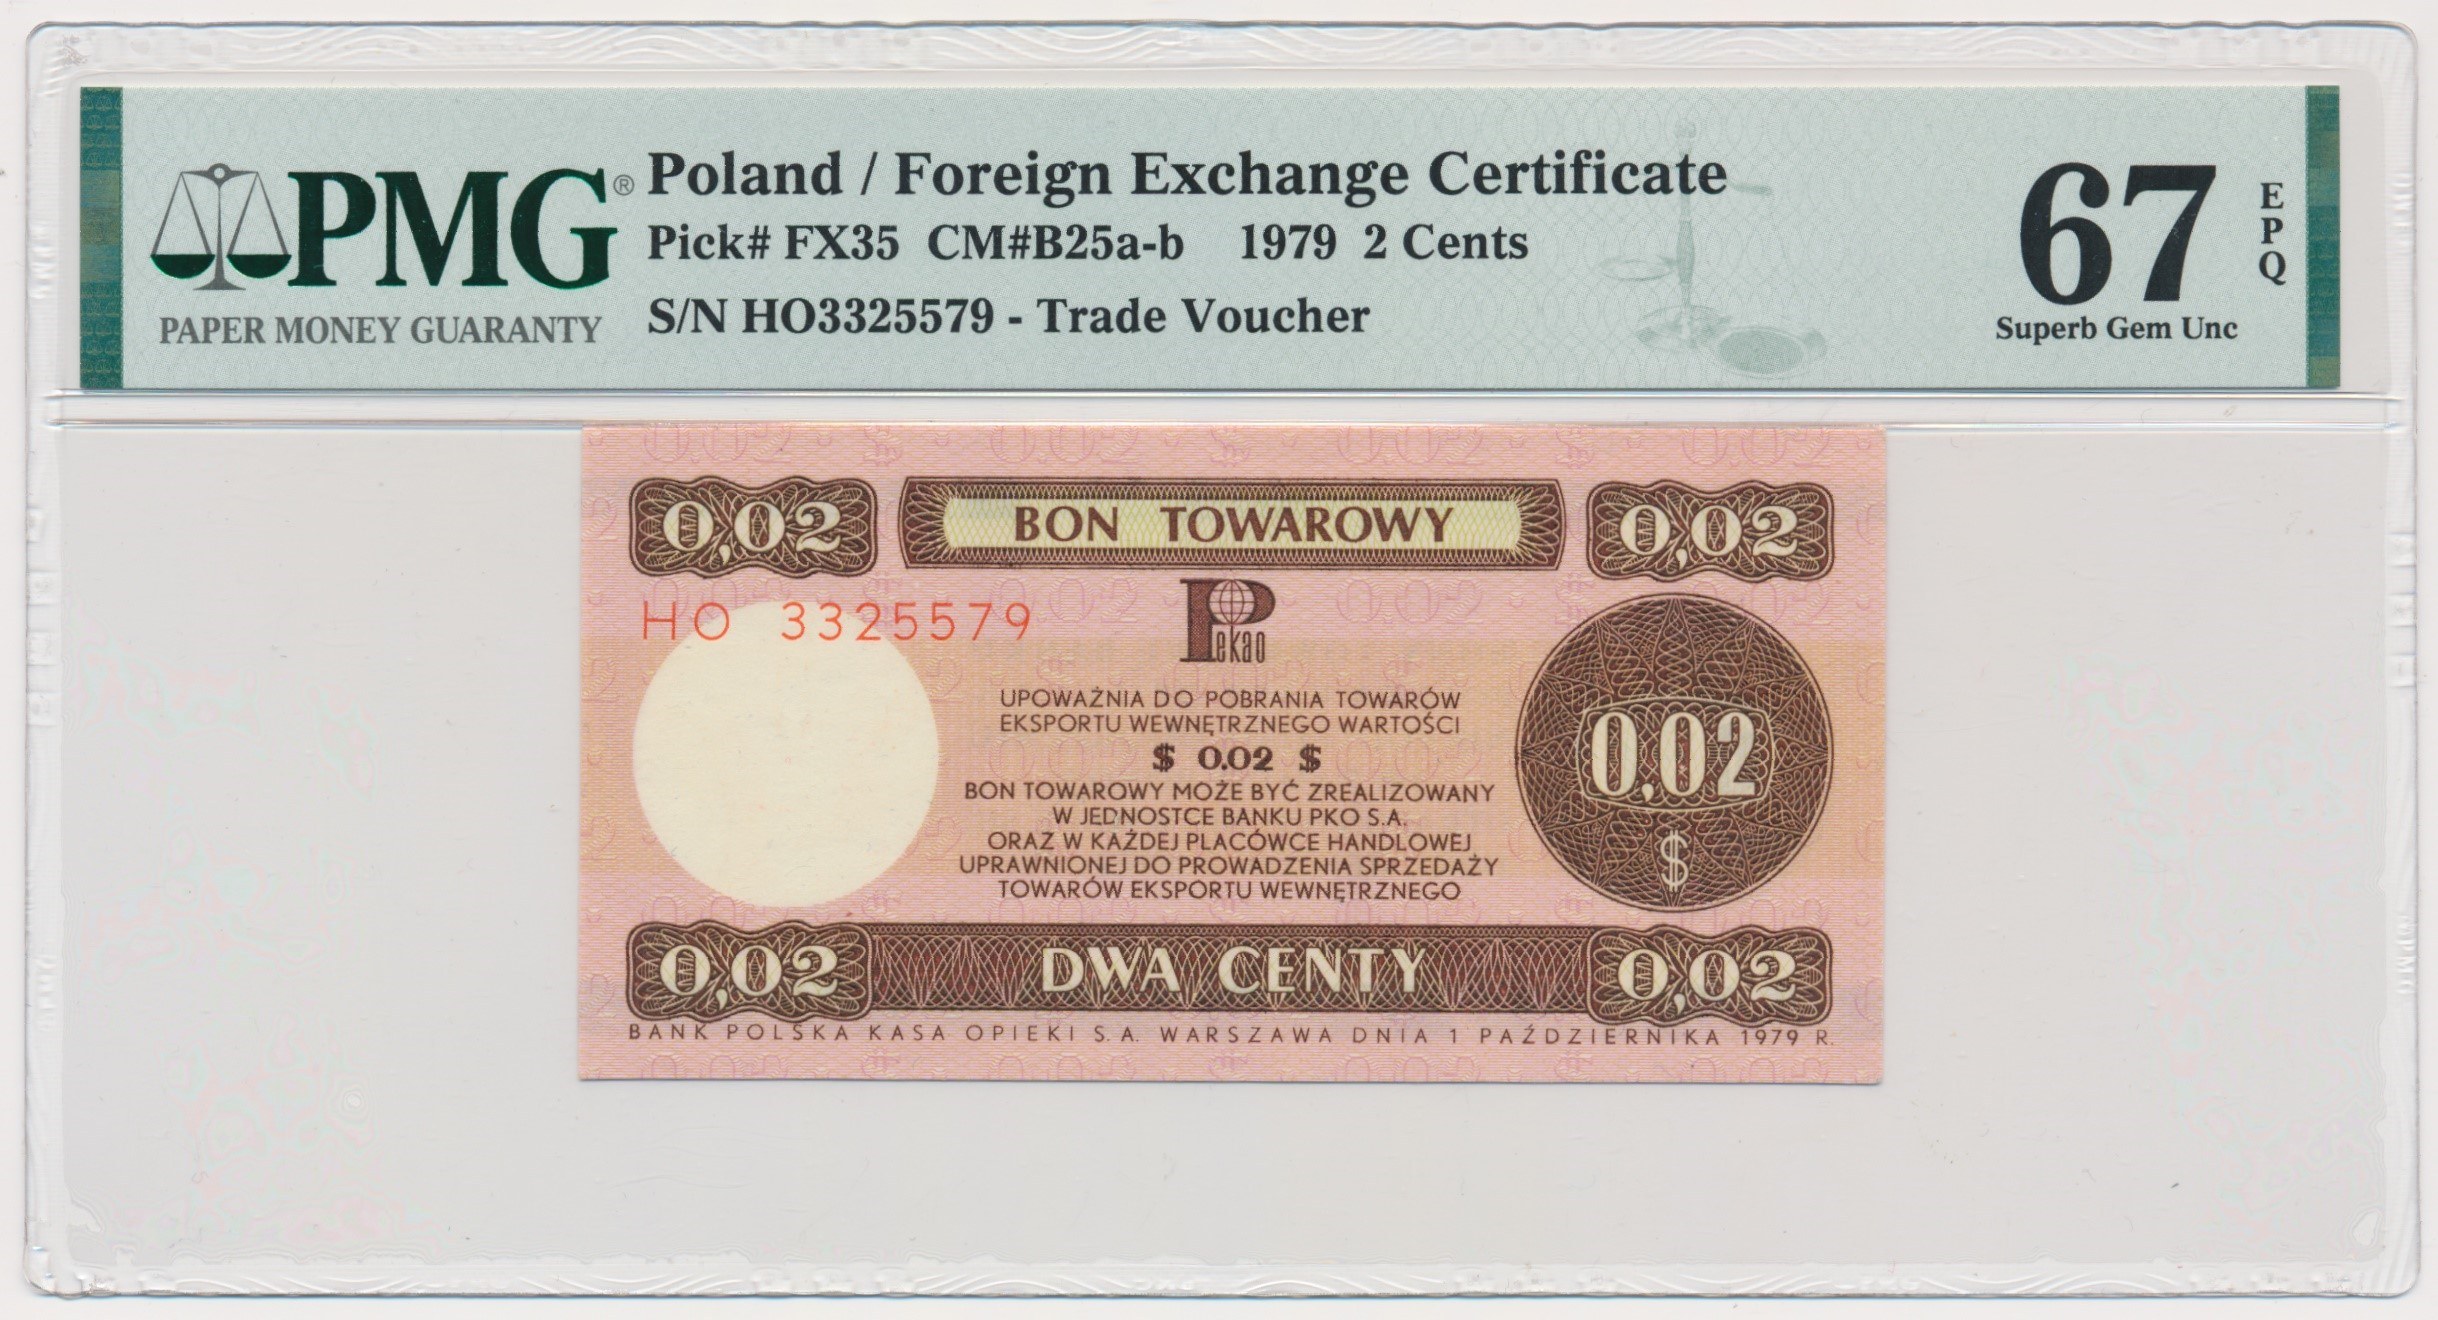 PMG®
PAPER MONEY GUARANTY
Poland / Foreign Exchange Certificate
Pick# FX35 CM#B25a-b 1979 2 Cents
S/N HO3325579 - Trade Voucher
67
EPQ
Superb Gem Unc
0,02 BON TOWAROWY 0,02
HO 3325579
Pekao
UPOWAŻNIA DO POBRANIA TOWARÓW
EKSPORTU WEWNĘTRZNEGO WARTOŚCI
$ 0.02 $
BON TOWAROWY MOŻE BYĆ ZREALIZOWANY
W JEDNOSTCE BANKU PKO S.A.
ORAZ W KAŻDEJ PLACÓWCE HANDLOWEJ
UPRAWNIONEJ DO PROWADZENIA SPRZEDAŻY
TOWARÓW EKSPORTU WEWNĘTRZNEGO
0,02
$
0,02 DWA CENTY 0,02
BANK POLSKA KASA OPIEKI S.A. WARSZAWA DNIA 1 PAŹDZIERNIKA 1979 R.